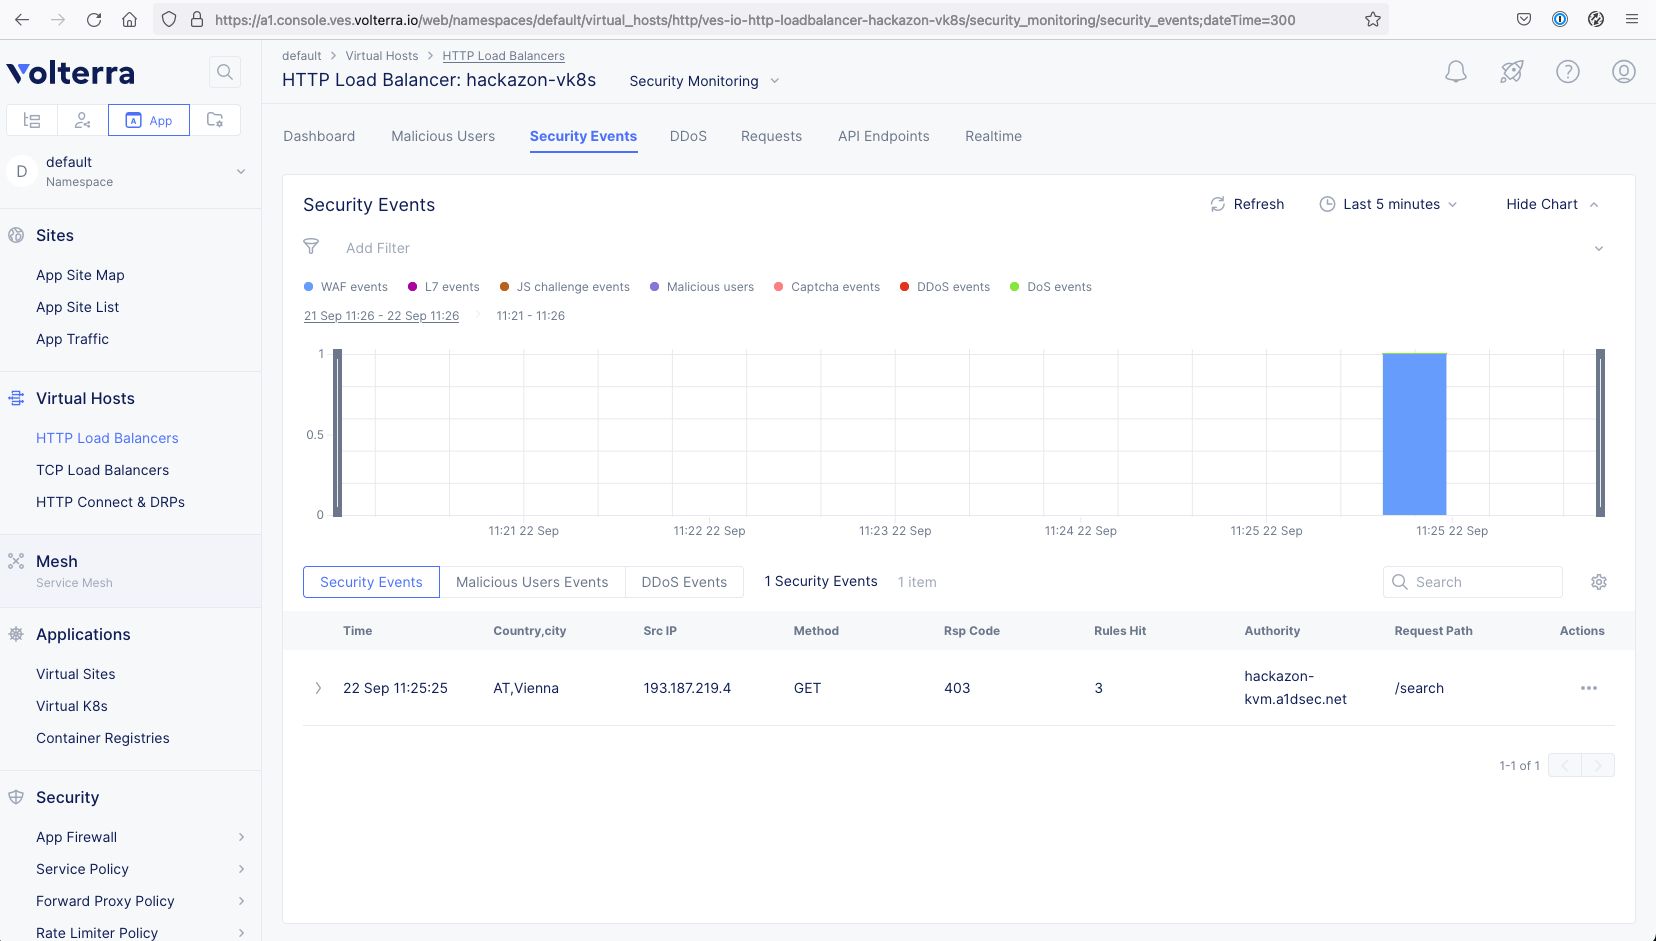 https://a1.console.ves.volterra.io/web/namespaces/default/virtual_hosts/http/ves-io-http-loadbalancer-hackazon-vk8s/security_monitoring/security_events;dateTime=300
Volterra
App
D
default
Namespace
Sites
App Site Map
App Site List
App Traffic
Virtual Hosts
HTTP Load Balancers
TCP Load Balancers
HTTP Connect & DRPs
Mesh
Service Mesh
Applications
Virtual Sites
Virtual K8s
Container Registries
Security
App Firewall
Service Policy
Forward Proxy Policy
Rate Limiter Policy
default > Virtual Hosts > HTTP Load Balancers
HTTP Load Balancer: hackazon-vk8s Security Monitoring
Dashboard Malicious Users Security Events DDoS Requests API Endpoints Realtime
Security Events Refresh Last 5 minutes Hide Chart
Add Filter
WAF events L7 events JS challenge events Malicious users Captcha events DDoS events DoS events
21 Sep 11:26 - 22 Sep 11:26 11:21 - 11:26
1
0.5
0
11:21 22 Sep 11:22 22 Sep 11:23 22 Sep 11:24 22 Sep 11:25 22 Sep 11:25 22 Sep
Security Events Malicious Users Events DDoS Events 1 Security Events 1 item Search
Time Country,city Src IP Method Rsp Code Rules Hit Authority Request Path Actions
22 Sep 11:25:25 AT,Vienna 193.187.219.4 GET 403 3 hackazon-kvm.a1dsec.net /search
1-1 of 1